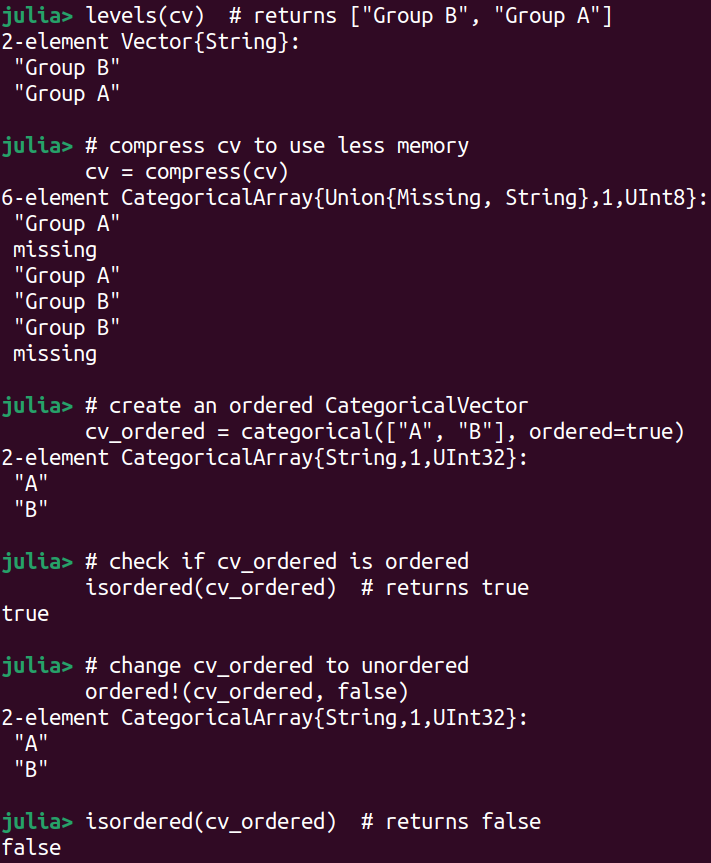 julia> levels(cv)  # returns ["Group B", "Group A"]
2-element Vector{String}:
 "Group B"
 "Group A"
julia> # compress cv to use less memory
       cv = compress(cv)
6-element CategoricalArray{Union{Missing, String},1,UInt8}:
 "Group A"
 missing
 "Group A"
 "Group B"
 "Group B"
 missing
julia> # create an ordered CategoricalVector
       cv_ordered = categorical(["A", "B"], ordered=true)
2-element CategoricalArray{String,1,UInt32}:
 "A"
 "B"
julia> # check if cv_ordered is ordered
       isordered(cv_ordered)  # returns true
true
julia> # change cv_ordered to unordered
       ordered!(cv_ordered, false)
2-element CategoricalArray{String,1,UInt32}:
 "A"
 "B"
julia> isordered(cv_ordered)  # returns false
false